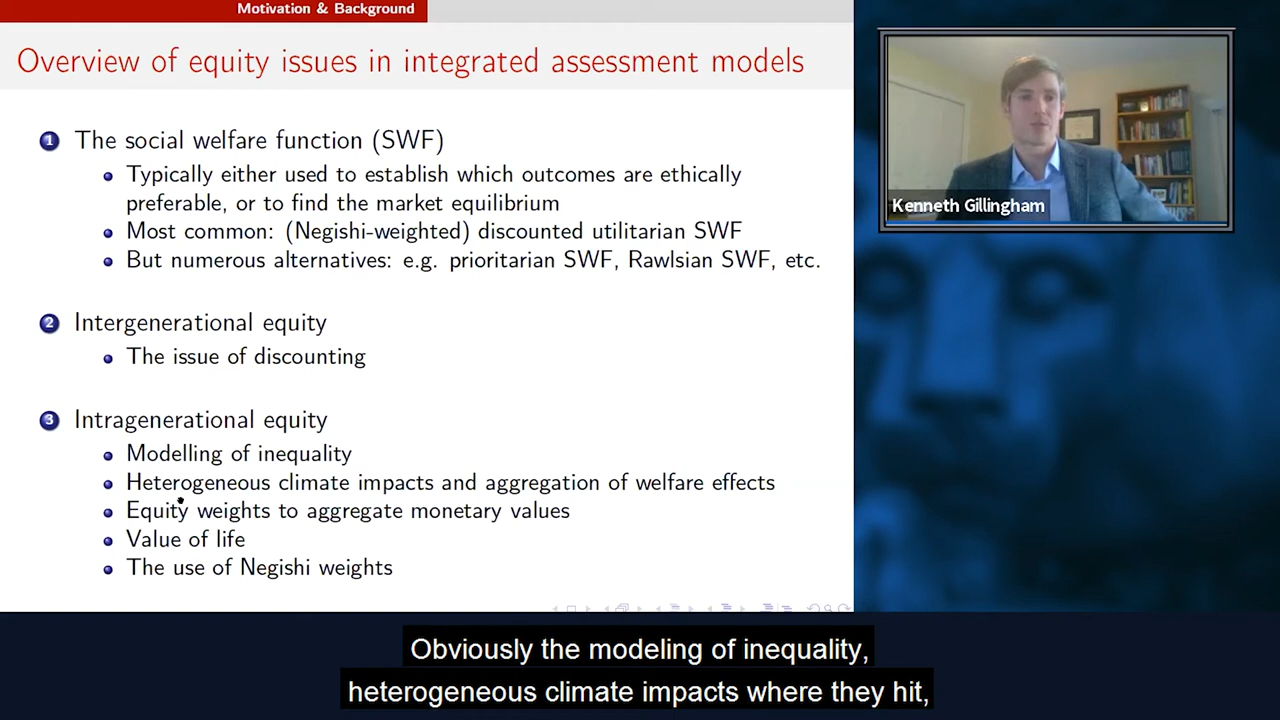 Motivation & Background
Overview of equity issues in integrated assessment models
1 The social welfare function (SWF)
Typically either used to establish which outcomes are ethically
preferable, or to find the market equilibrium
Most common: (Negishi-weighted) discounted utilitarian SWF
But numerous alternatives: e.g. prioritarian SWF, Rawlsian SWF, etc.
2 Intergenerational equity
The issue of discounting
3 Intragenerational equity
Modelling of inequality
Heterogeneous climate impacts and aggregation of welfare effects
Equity weights to aggregate monetary values
Value of life
The use of Negishi weights
Kenneth Gillingham
Obviously the modeling of inequality,
heterogeneous climate impacts where they hit,